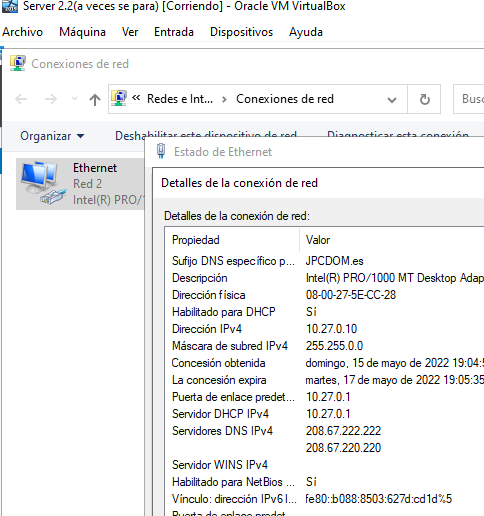 Server 2.2(a veces se para) [Corriendo] - Oracle VM VirtualBox
Archivo Máquina Ver Entrada Dispositivos Ayuda
Conexiones de red
Redes e Int... Conexiones de red Busc
Organizar Deshabilitar este dispositivo de red Diagnosticar esta conexión
Ethernet
Red 2
Intel(R) PRO/1
Estado de Ethernet
Detalles de la conexión de red
Detalles de la conexión de red:
Propiedad Valor
Sufijo DNS específico p... JPCDOM.es
Descripción Intel(R) PRO/1000 MT Desktop Adap
Dirección física 08-00-27-5E-CC-28
Habilitado para DHCP Sí
Dirección IPv4 10.27.0.10
Máscara de subred IPv4 255.255.0.0
Concesión obtenida domingo, 15 de mayo de 2022 19:04:5
La concesión expira martes, 17 de mayo de 2022 19:05:35
Puerta de enlace predet... 10.27.0.1
Servidor DHCP IPv4 10.27.0.1
Servidores DNS IPv4 208.67.222.222
208.67.220.220
Servidor WINS IPv4
Habilitado para NetBios ... Sí
Vínculo: dirección IPv6 l... fe80::b088:8503:627d:cd1d%5
Puerta de enlace predet